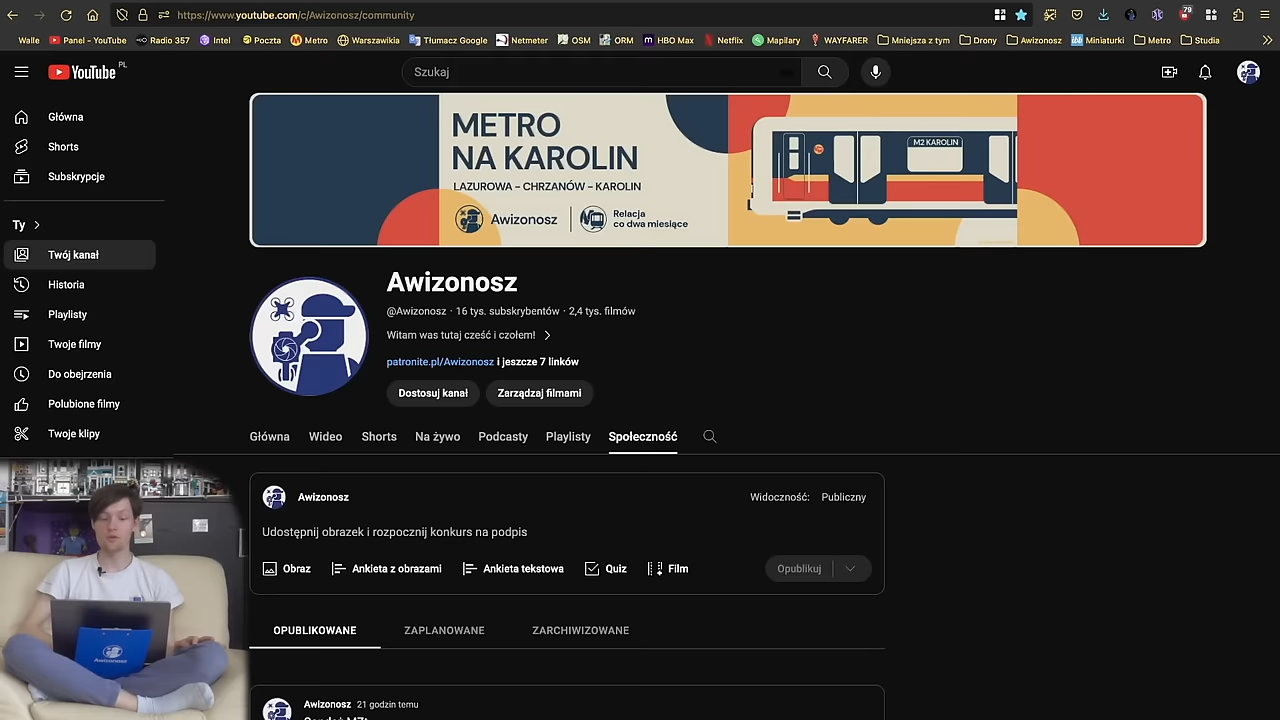 https://www.youtube.com/c/Awizonosz/community
79
Walle
Panel - YouTube
Radio 357
Intel
Poczta
Metro
Warszawikia
Tłumacz Google
Netmeter
OSM
ORM
HBO Max
Netflix
Mapilary
WAYFARER
Mniejsza z tym
Drony
Awizonosz
Miniaturki
Metro
Studia
YouTube PL
Szukaj
Główna
Shorts
Subskrypcje
Ty
Twój kanał
Historia
Playlisty
Twoje filmy
Do obejrzenia
Polubione filmy
Twoje klipy
METRO
NA KAROLIN
LAZUROWA – CHRZANÓW – KAROLIN
Awizonosz
Relacja
co dwa miesiące
M2 KAROLIN
Awizonosz
@Awizonosz · 16 tys. subskrybentów · 2,4 tys. filmów
Witam was tutaj cześć i czołem!
patronite.pl/Awizonosz i jeszcze 7 linków
Dostosuj kanał
Zarządzaj filmami
Główna
Wideo
Shorts
Na żywo
Podcasty
Playlisty
Społeczność
Awizonosz
Widoczność: Publiczny
Udostępnij obrazek i rozpocznij konkurs na podpis
Obraz
Ankieta z obrazami
Ankieta tekstowa
Quiz
Film
Opublikuj
OPUBLIKOWANE
ZAPLANOWANE
ZARCHIWIZOWANE
Awizonosz 21 godzin temu
Awizonosz